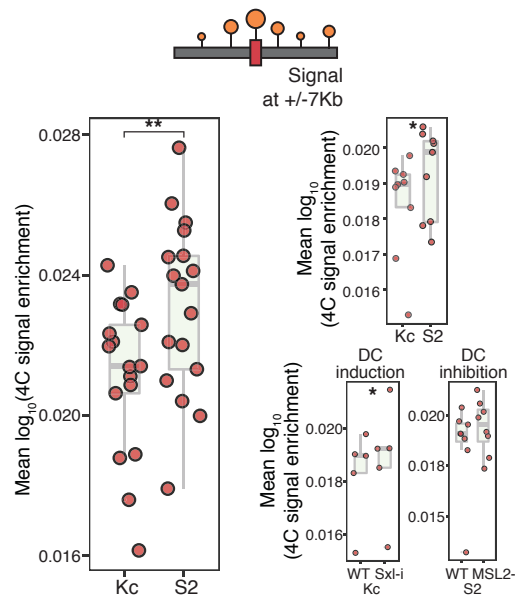 Signal
at +/-7Kb
Mean log10(4C signal enrichment)
0.028
0.024
0.020
0.016
**
Kc S2
Mean log10
(4C signal enrichment)
0.020
0.019
0.018
0.017
0.016
*
Kc S2
Mean log10
(4C signal enrichment)
DC
induction
0.020
0.018
0.016
*
WT Sxl-i
Kc
DC
inhibition
0.020
0.018
0.015
WT MSL2-
S2